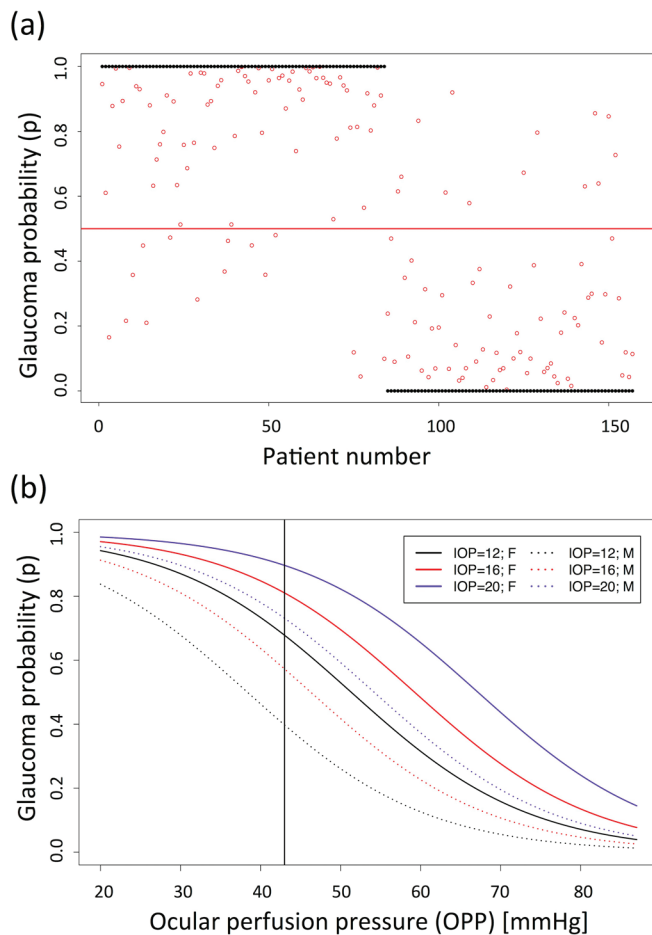 (a)
Glaucoma probability (p)
1.0
0.8
0.6
0.4
0.2
0.0
0 50 100 150
Patient number
(b)
Glaucoma probability (p)
1.0
0.8
0.6
0.4
0.2
0.0
IOP=12; F IOP=12; M
IOP=16; F IOP=16; M
IOP=20; F IOP=20; M
20 30 40 50 60 70 80
Ocular perfusion pressure (OPP) [mmHg]